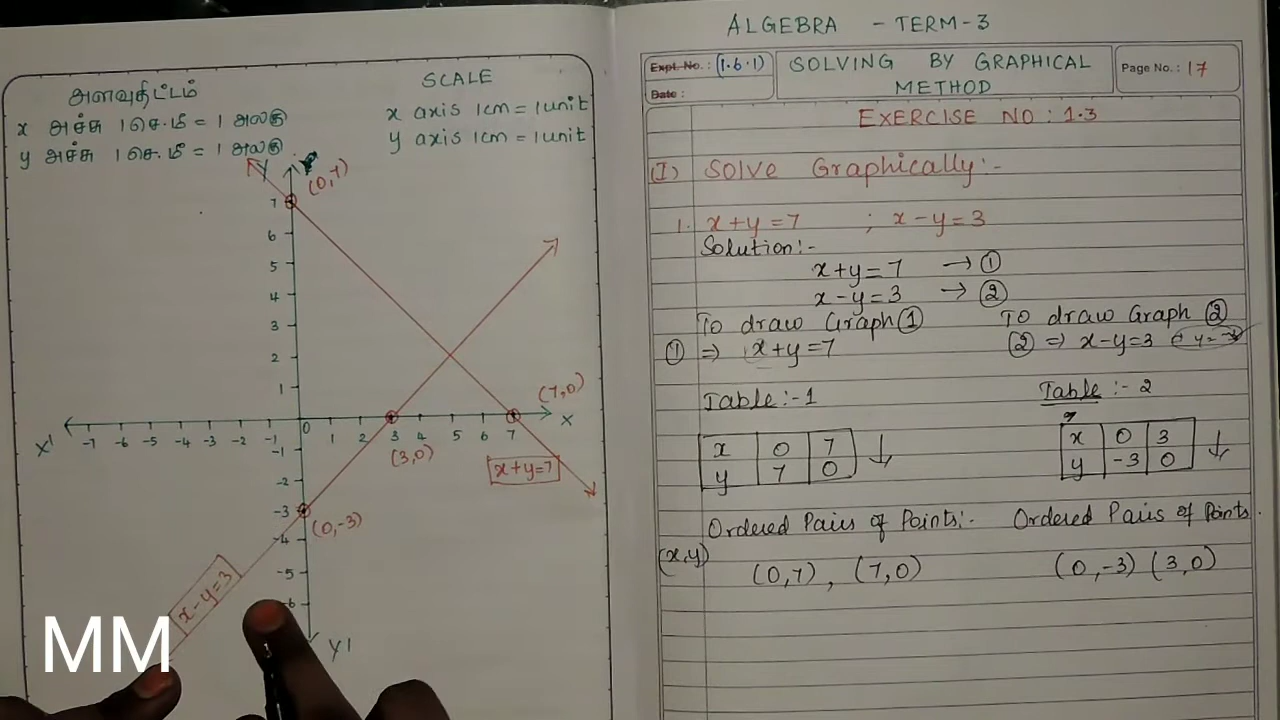 அளவுதிட்டம்
x அச்சு 1 செ.மீ = 1 அலகு
y அச்சு 1 செ.மீ = 1 அலகு
SCALE
x axis 1cm = 1unit
y axis 1cm = 1unit
Y
(0,7)
7
6
5
4
3
2
1
(7,0)
X' -7 -6 -5 -4 -3 -2 -1 0 1 2 3 4 5 6 7 X
(3,0)
x+y=7
-1
-2
-3
(0,-3)
-4
-5
-6
x-y=3
Y'
MM
ALGEBRA - TERM-3
Expt. No. : (1.6.1)
Date :
SOLVING BY GRAPHICAL
METHOD
Page No. : 17
EXERCISE NO : 1.3
(I) Solve Graphically:-
1. x+y=7 ; x-y=3
Solution:-
x+y=7 → ①
x-y=3 → ②
To draw Graph ① To draw Graph ②
① ⇒ x+y=7 ② ⇒ x-y=3
Table:-1 Table:-2
x 0 7 x 0 3
y 7 0 y -3 0
Ordered Pairs of Points:- Ordered Pairs of Points.
(x,y)
(0,7), (7,0) (0,-3) (3,0)